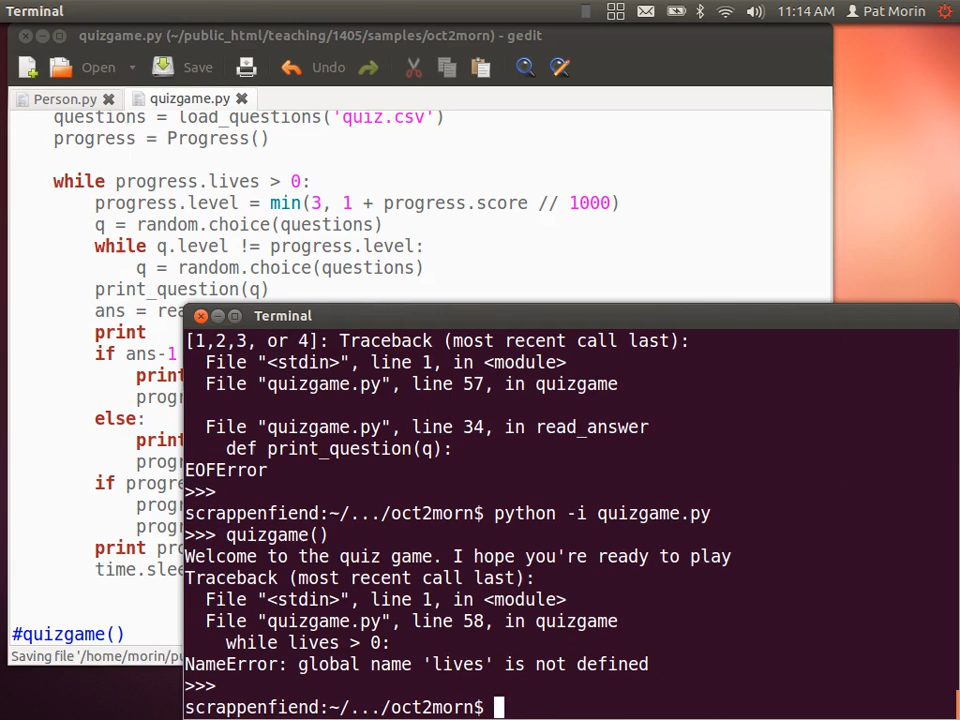 Terminal
11:14 AM
Pat Morin
quizgame.py (~/public_html/teaching/1405/samples/oct2morn) - gedit
Open
Save
Undo
Person.py
quizgame.py
questions = load_questions('quiz.csv')
progress = Progress()
while progress.lives > 0:
progress.level = min(3, 1 + progress.score // 1000)
q = random.choice(questions)
while q.level != progress.level:
q = random.choice(questions)
print_question(q)
ans = rea
print
if ans-1
print
progr
else:
print
progr
if progre
progr
progr
print pro
time.slee
#quizgame()
Saving file '/home/morin/pu
Terminal
[1,2,3, or 4]: Traceback (most recent call last):
File "<stdin>", line 1, in <module>
File "quizgame.py", line 57, in quizgame
File "quizgame.py", line 34, in read_answer
def print_question(q):
EOFError
>>>
scrappenfiend:~/.../oct2morn$ python -i quizgame.py
>>> quizgame()
Welcome to the quiz game. I hope you're ready to play
Traceback (most recent call last):
File "<stdin>", line 1, in <module>
File "quizgame.py", line 58, in quizgame
while lives > 0:
NameError: global name 'lives' is not defined
>>>
scrappenfiend:~/.../oct2morn$